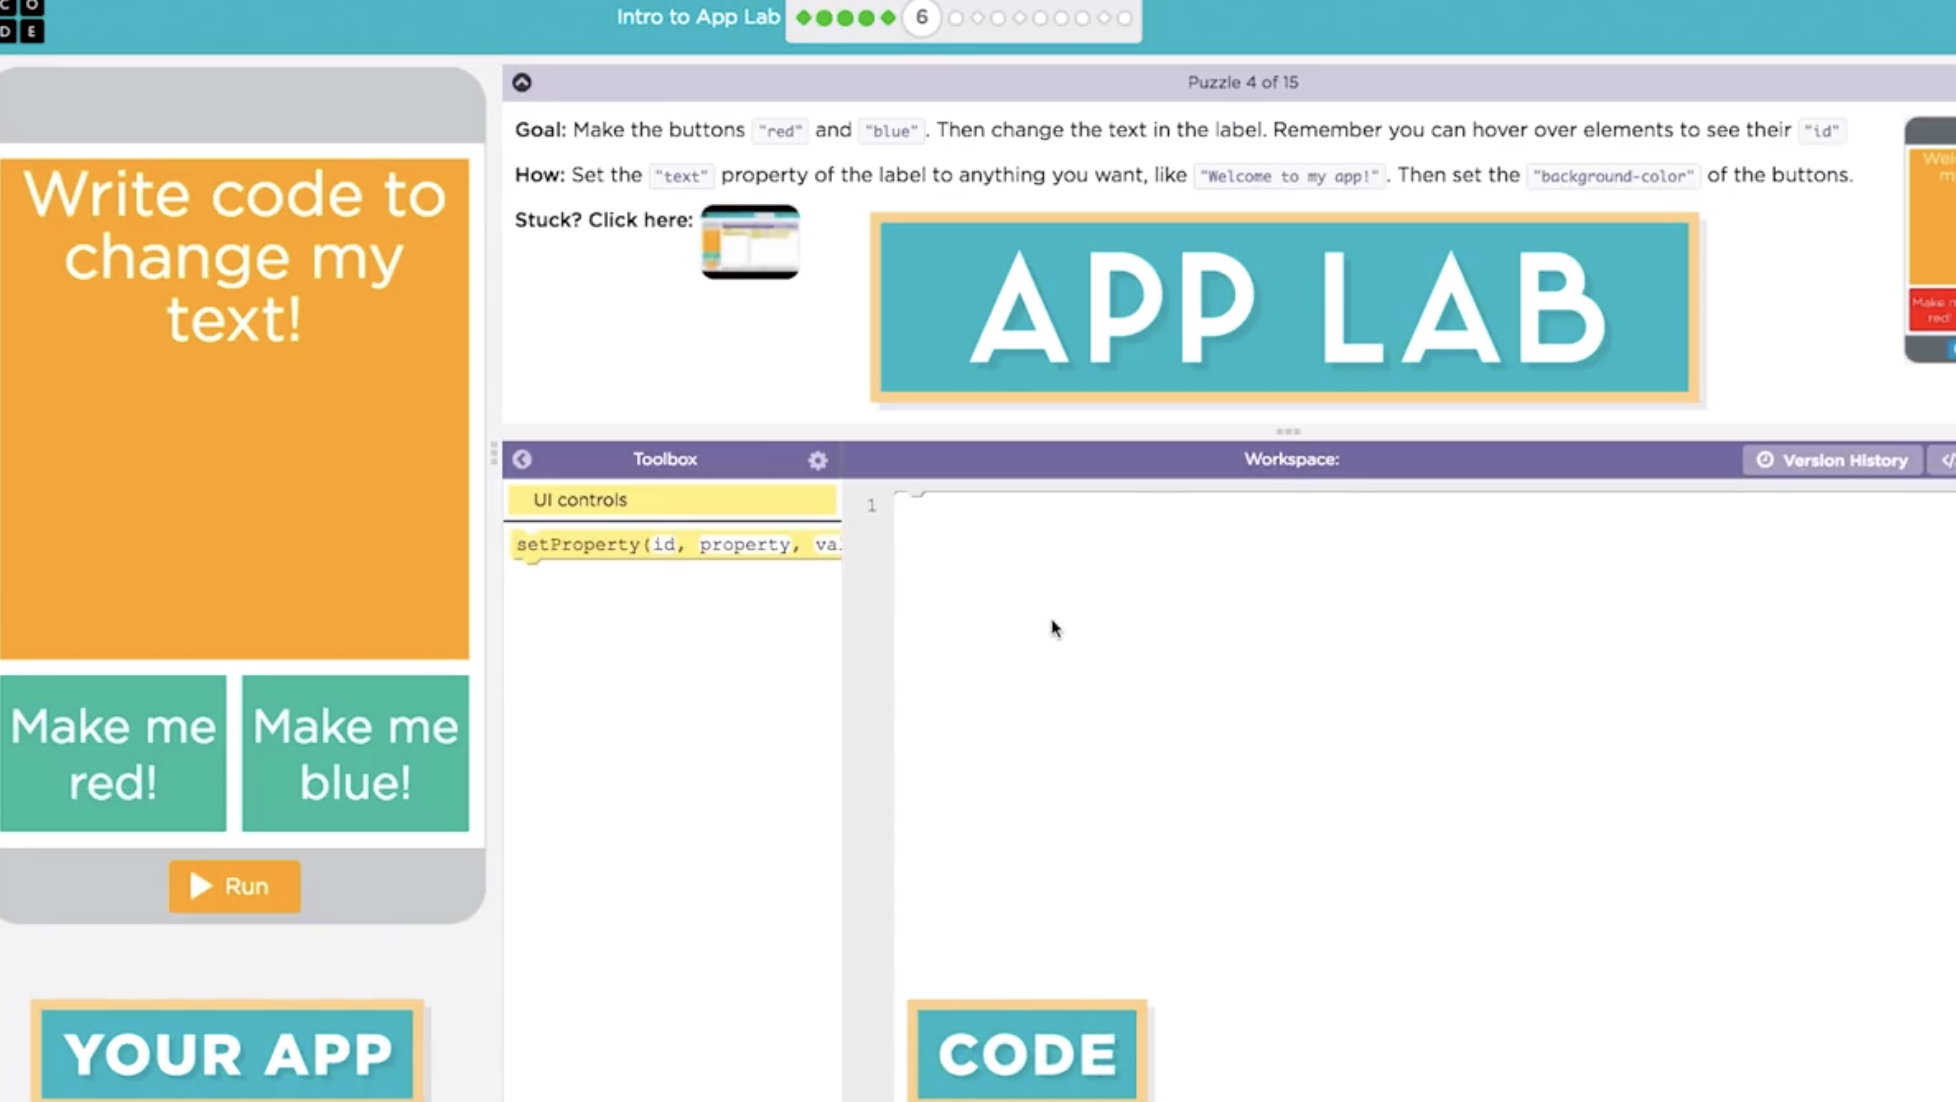 C O
D E
Intro to App Lab
6
Puzzle 4 of 15
Goal: Make the buttons "red" and "blue". Then change the text in the label. Remember you can hover over elements to see their "id"
How: Set the "text" property of the label to anything you want, like "Welcome to my app!". Then set the "background-color" of the buttons.
Stuck? Click here:
APP LAB
Make
red!
Write code to
change my
text!
Make me
red!
Make me
blue!
Run
Toolbox
Workspace:
Version History
UI controls
setProperty(id, property,
1
YOUR APP
CODE